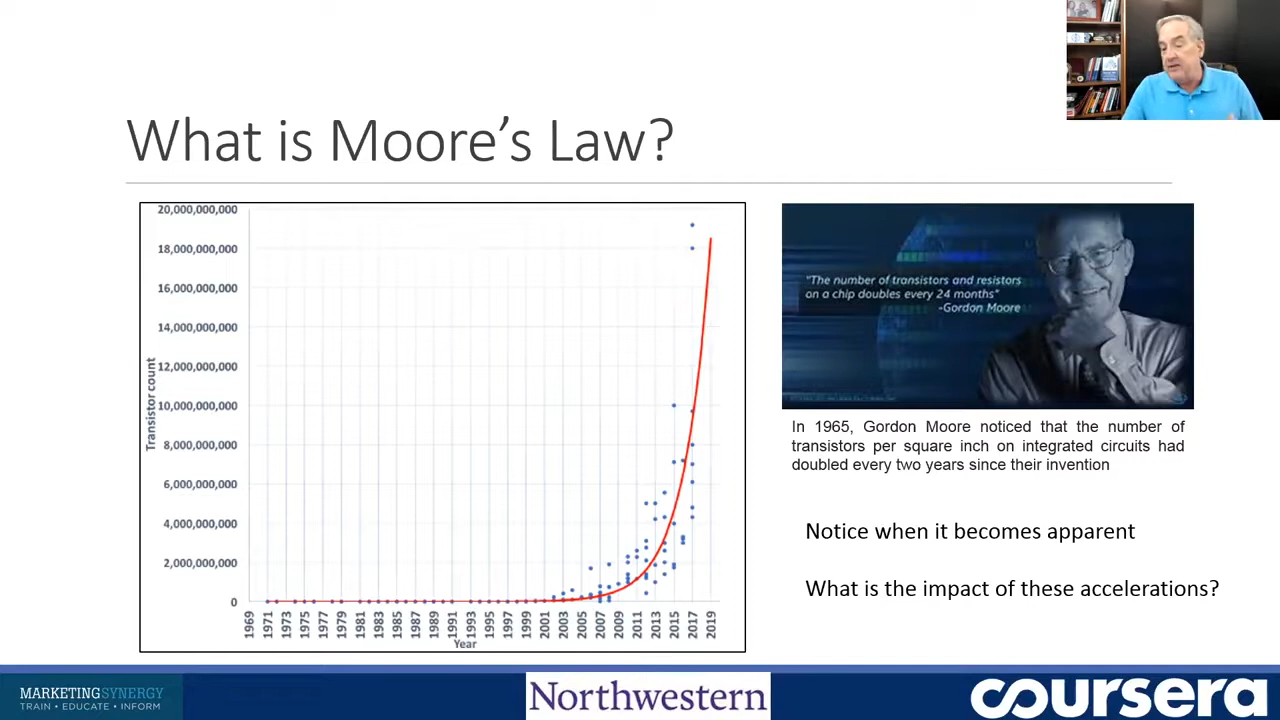 What is Moore's Law?
20,000,000,000
18,000,000,000
16,000,000,000
14,000,000,000
12,000,000,000
10,000,000,000
8,000,000,000
6,000,000,000
4,000,000,000
2,000,000,000
0
Transistor count
1969 1971 1973 1975 1977 1979 1981 1983 1985 1987 1989 1991 1993 1995 1997 1999 2001 2003 2005 2007 2009 2011 2013 2015 2017 2019
Year
"The number of transistors and resistors
on a chip doubles every 24 months"
-Gordon Moore
In 1965, Gordon Moore noticed that the number of
transistors per square inch on integrated circuits had
doubled every two years since their invention
Notice when it becomes apparent
What is the impact of these accelerations?
MARKETINGSYNERGY
TRAIN • EDUCATE • INFORM
Northwestern
coursera